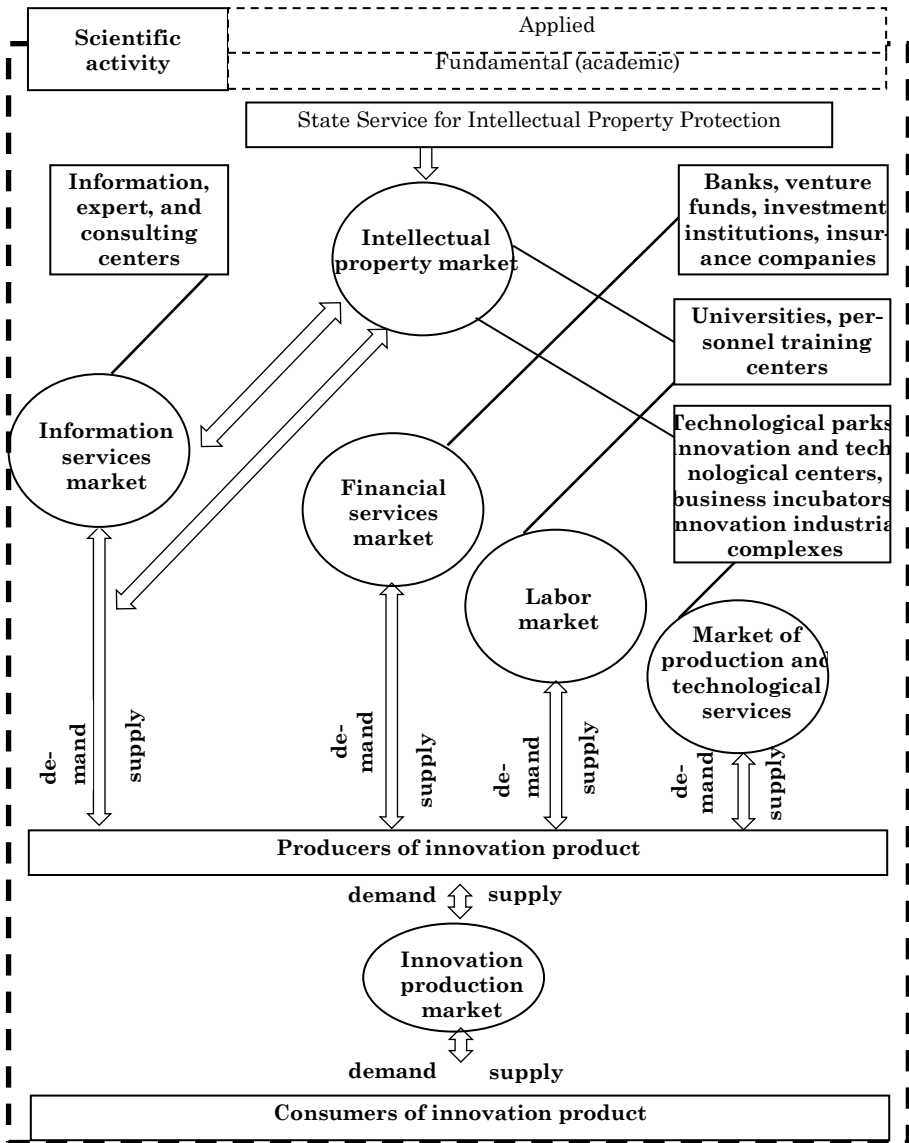 Scientific
activity
Applied
Fundamental (academic)
State Service for Intellectual Property Protection
Information,
expert, and
consulting
centers
Intellectual
property market
Banks, venture
funds, investment
institutions, insur-
ance companies
Universities, per-
sonnel training
centers
Technological parks
innovation and tech
nological centers,
business incubators
innovation industria
complexes
Information
services
market
Financial
services
market
Labor
market
Market of
production and
technological
services
de-
mand
supply
de-
mand
supply
de-
mand
supply
de-
mand
supply
Producers of innovation product
demand supply
Innovation
production
market
demand supply
Consumers of innovation product